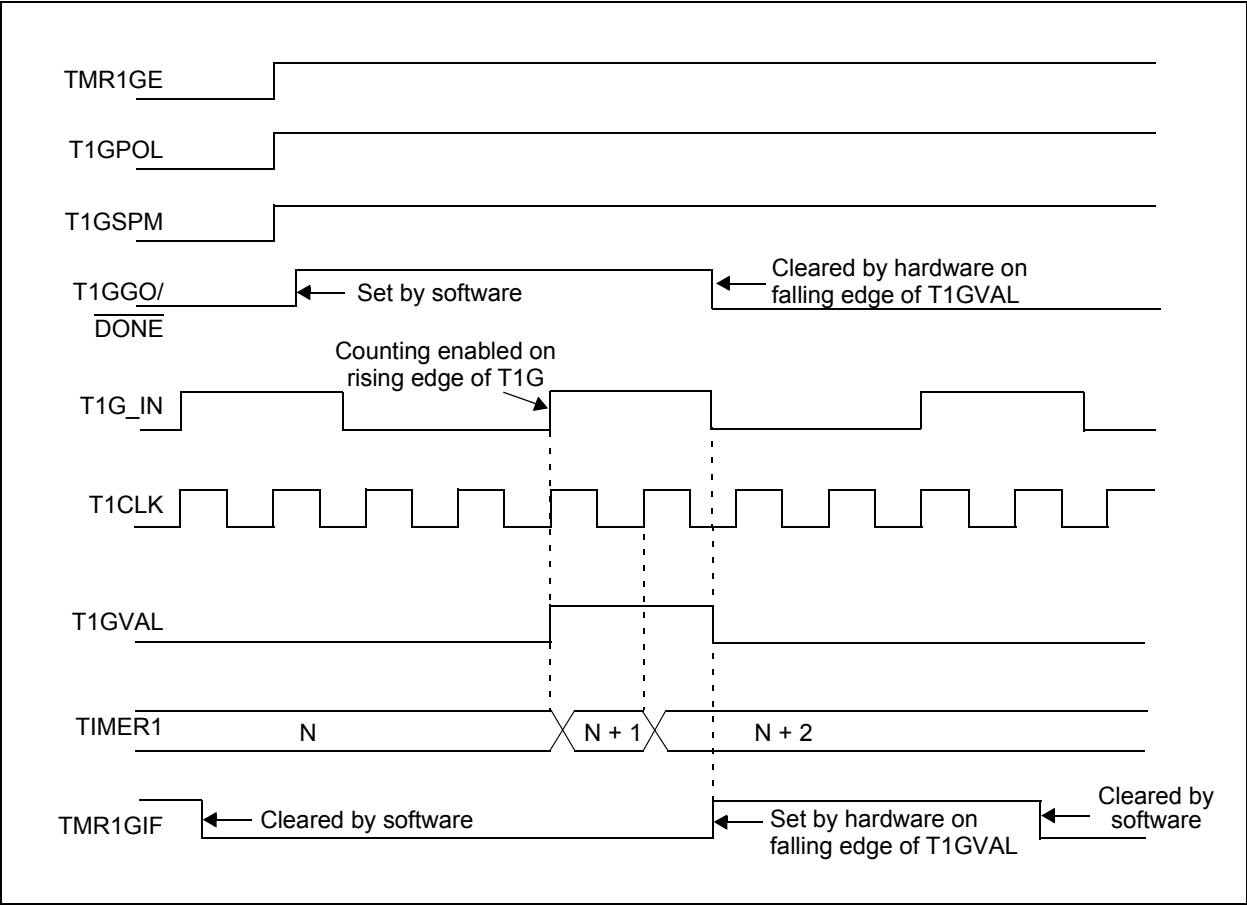 TMR1GE
T1GPOL
T1GSPM
T1GGO/
DONE
Set by software
Cleared by hardware on
falling edge of T1GVAL
Counting enabled on
rising edge of T1G
T1G_IN
T1CLK
T1GVAL
TIMER1
N
N + 1
N + 2
TMR1GIF
Cleared by software
Set by hardware on
falling edge of T1GVAL
Cleared by
software